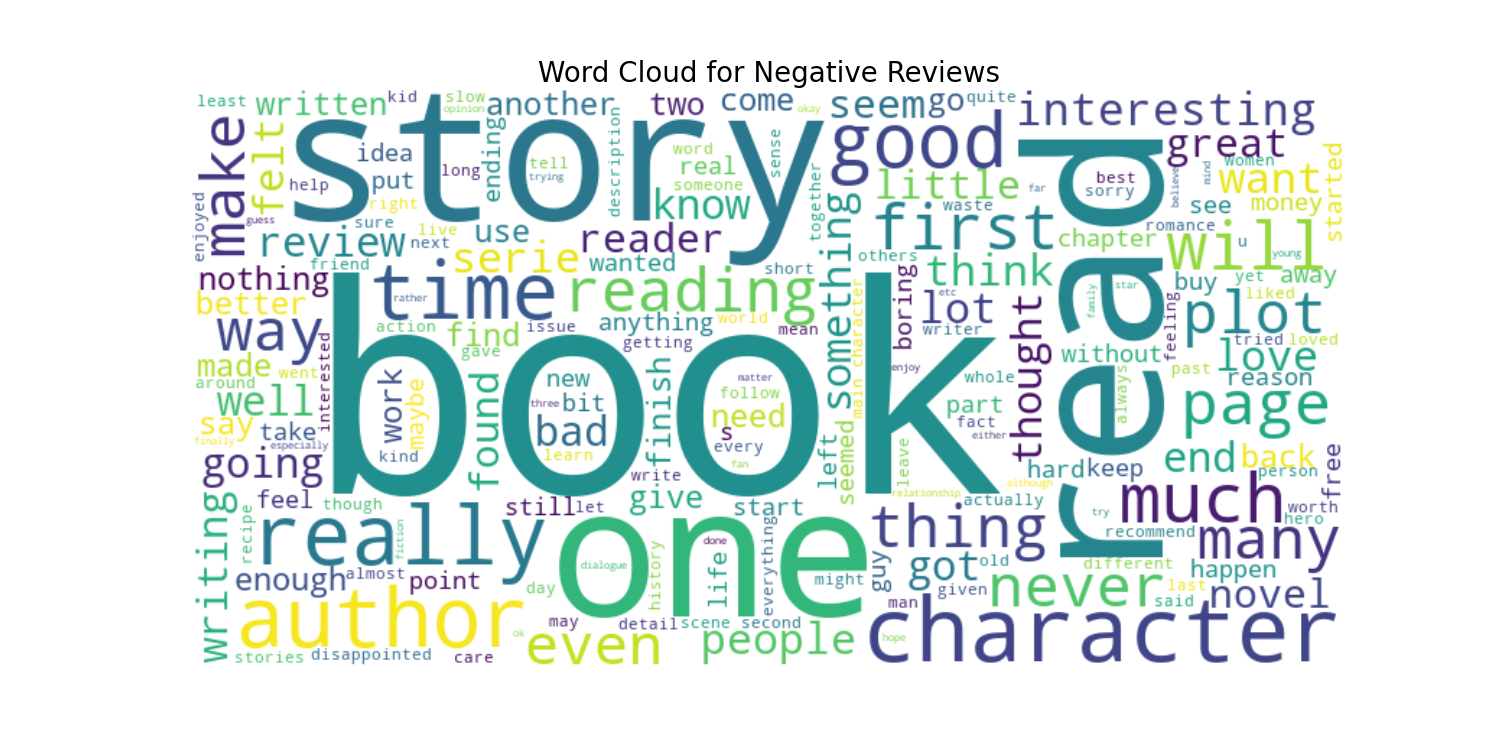 Word Cloud for Negative Reviews
least written kid slow opinion another two come okay seem go quite interesting
story good read great
make felt idea put help long ending tell trying description word real someone sense know little far best sorry believe mind women want started
enjoyed guess right sure live next use reader together something first waste see money romance
review serie wanted others chapter will u young
nothing friend time rather reading short think yet away
better way action find issue anything world mean getting boring lot etc writer thought buy liked plot tried loved feeling
book gave main character family star without love
made went around interested work maybe new bit three bad learn matter follow need s every fan finish found enjoy whole past reason always
well say take finally especially kind part fact either page
going left seemed leave hard keep end back person
feel though still let write give start relationship actually although much free worth hero
writing recipe really fiction one thing try recommend many
enough almost point day dialogue done history life everything might guy got old given never different happen last novel
author ok may detail scene second man said
even people hope character
stories disappointed care